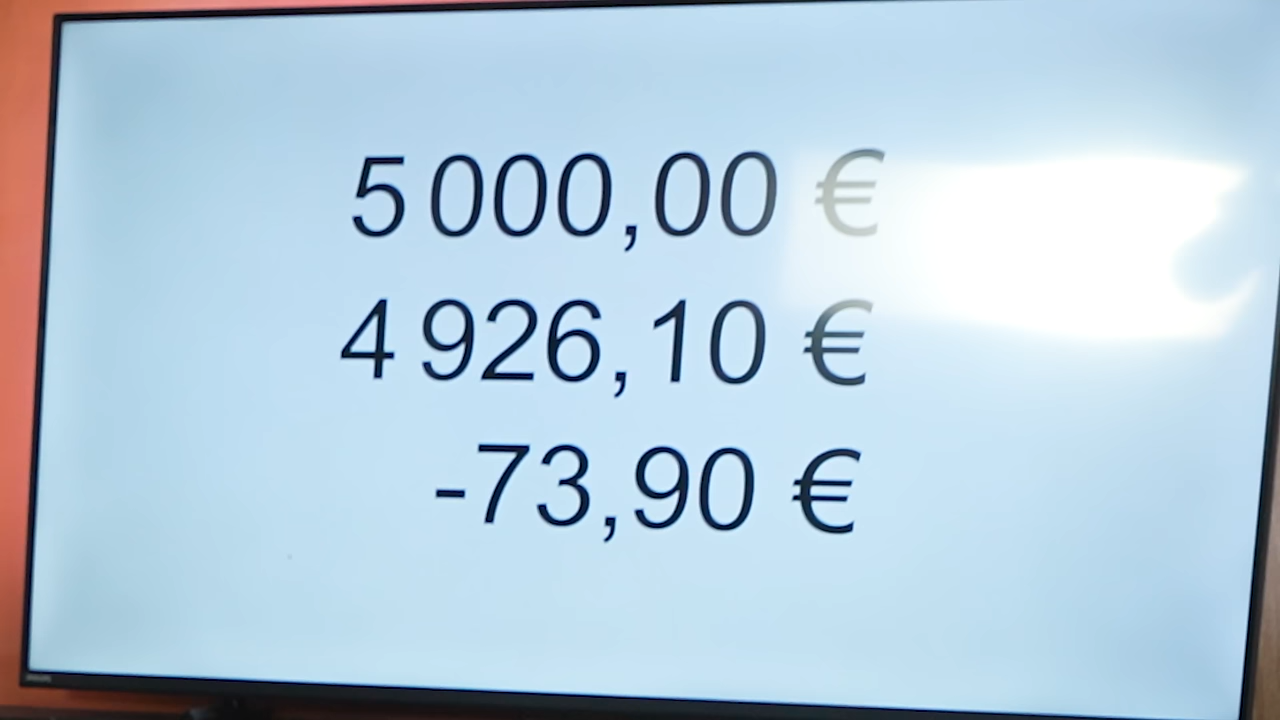 5 000,00 €
4 926,10 €
-73,90 €